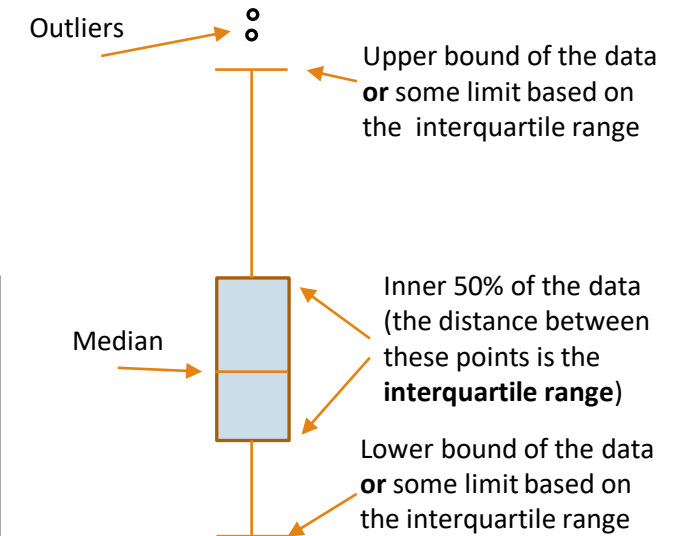 Outliers
Upper bound of the data
or some limit based on
the interquartile range
Inner 50% of the data
(the distance between
these points is the
interquartile range)
Median
Lower bound of the data
or some limit based on
the interquartile range